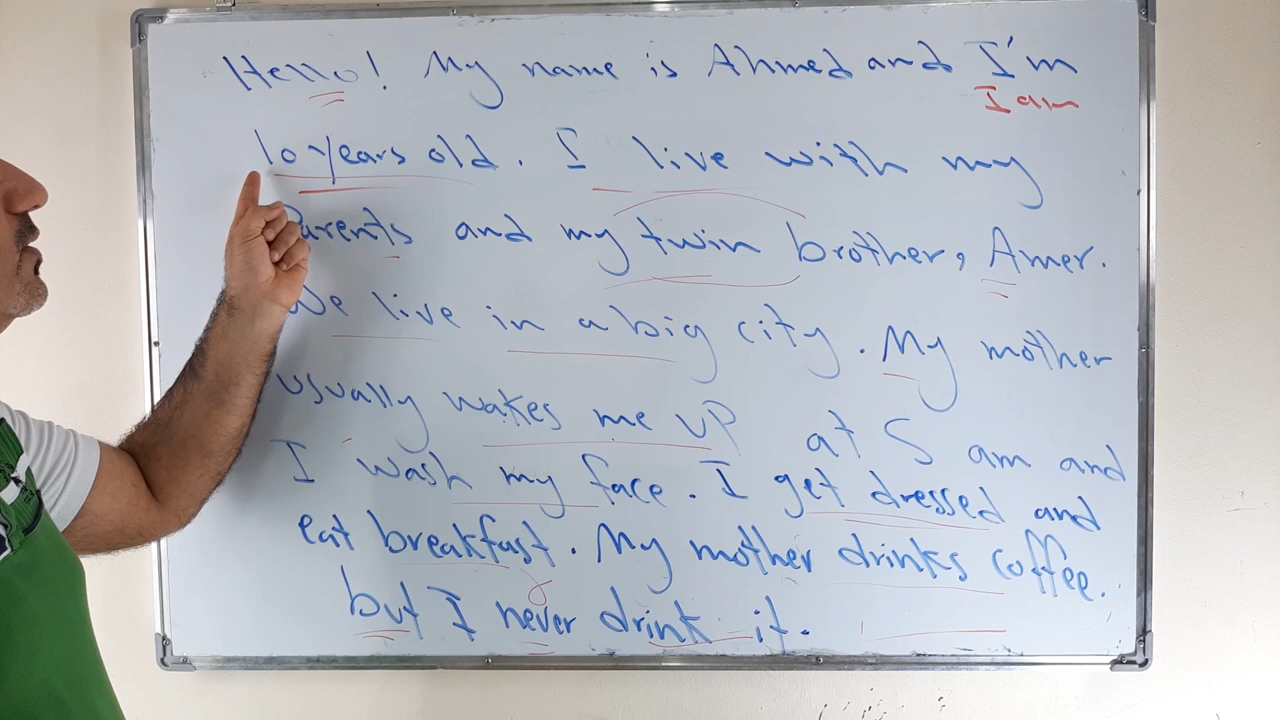 Hello! My name is Ahmed and I'm
I am
10 years old. I live with my
Parents and my twin brother, Amer.
We live in a big city. My mother
usually wakes me up at 5 am and
I wash my face. I get dressed and
eat breakfast. My mother drinks coffee.
but I never drink it.